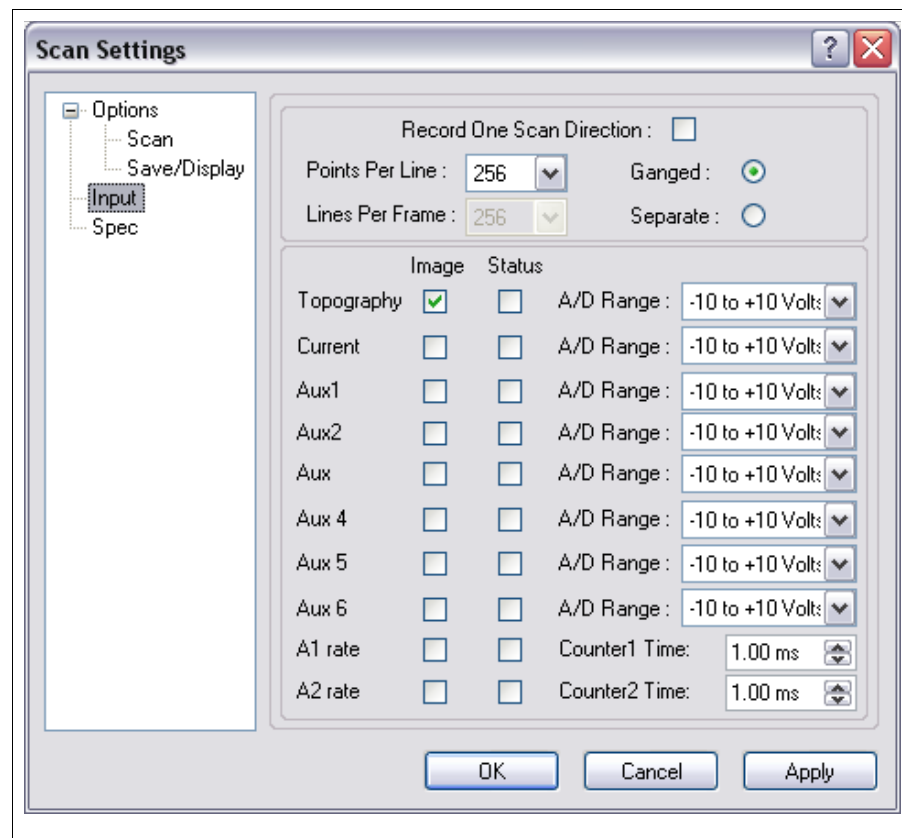 Scan Settings
Options
Scan
Save/Display
Input
Spec
Record One Scan Direction :
Points Per Line : 256 Ganged :
Lines Per Frame : 256 Separate :
Image Status
Topography A/D Range : -10 to +10 Volts
Current A/D Range : -10 to +10 Volts
Aux1 A/D Range : -10 to +10 Volts
Aux2 A/D Range : -10 to +10 Volts
Aux A/D Range : -10 to +10 Volts
Aux 4 A/D Range : -10 to +10 Volts
Aux 5 A/D Range : -10 to +10 Volts
Aux 6 A/D Range : -10 to +10 Volts
A1 rate Counter1 Time: 1.00 ms
A2 rate Counter2 Time: 1.00 ms
OK Cancel Apply